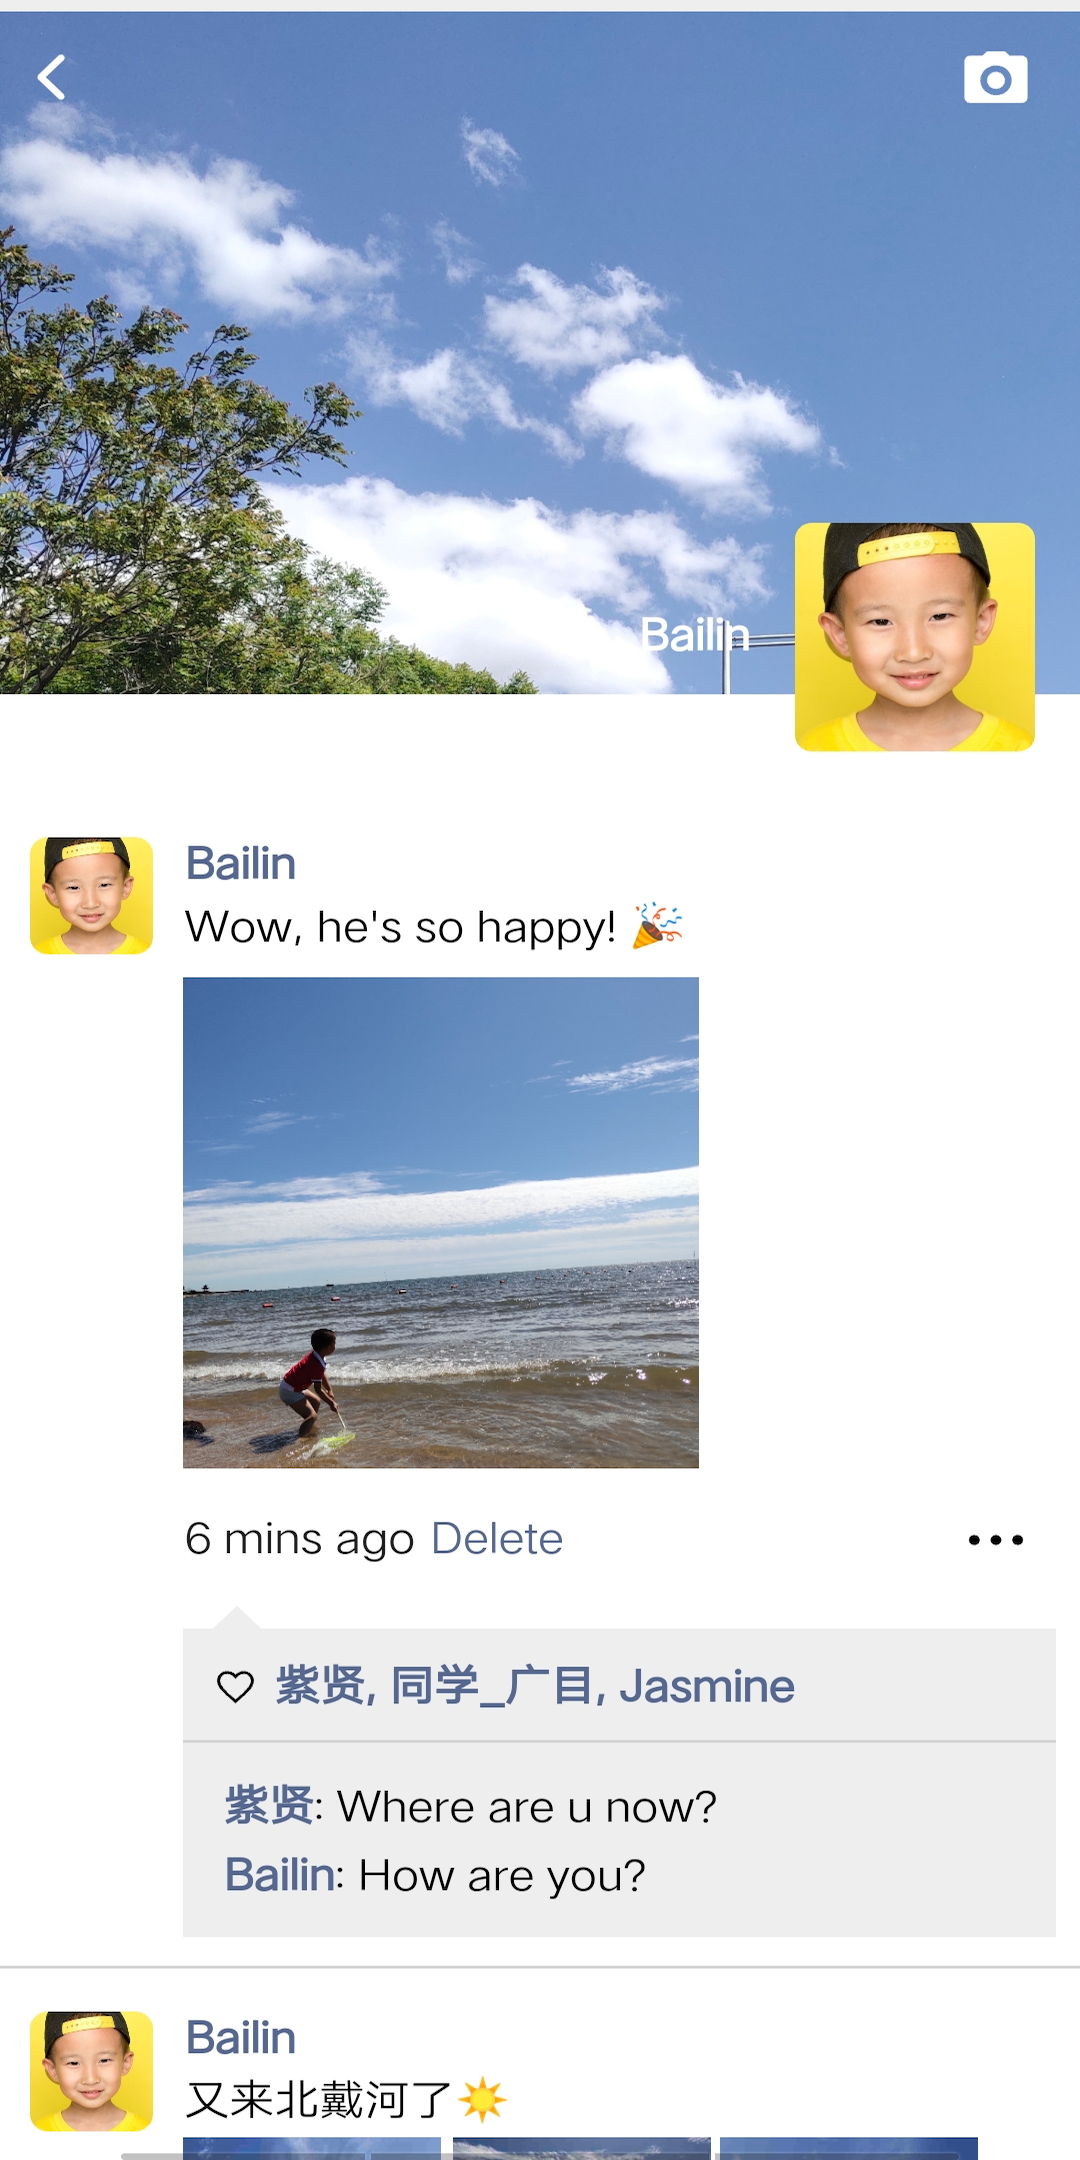 Bailin
Bailin
Wow, he's so happy! 🎉
6 mins ago Delete
紫贤, 同学_广目, Jasmine
紫贤: Where are u now?
Bailin: How are you?
Bailin
又来北戴河了☀️